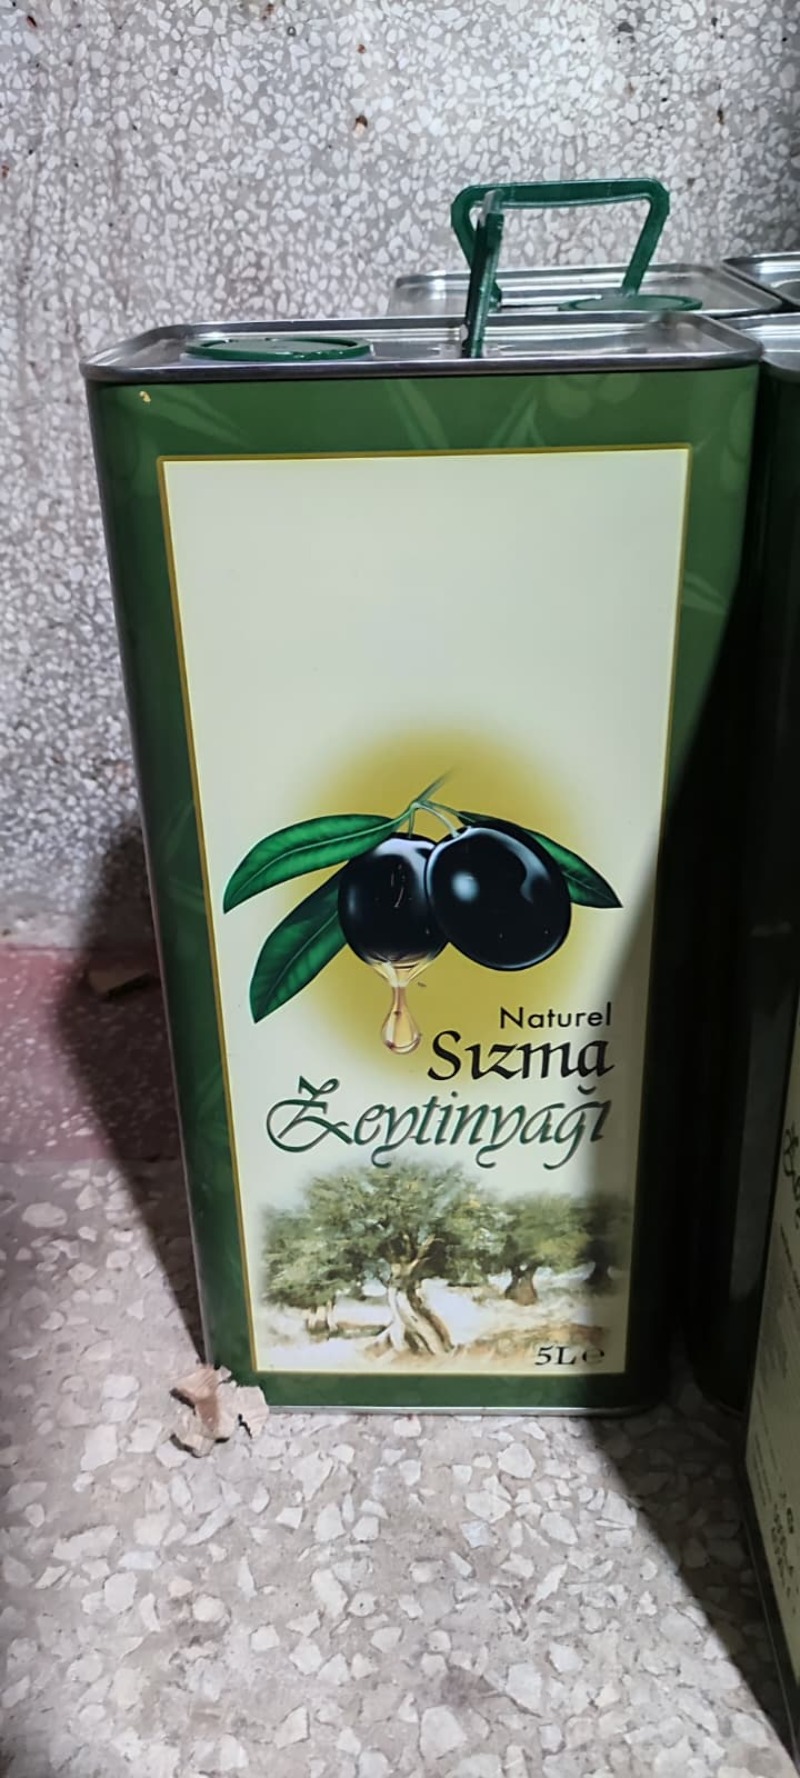 Naturel
Sızma
Zeytinyağı
5L℮